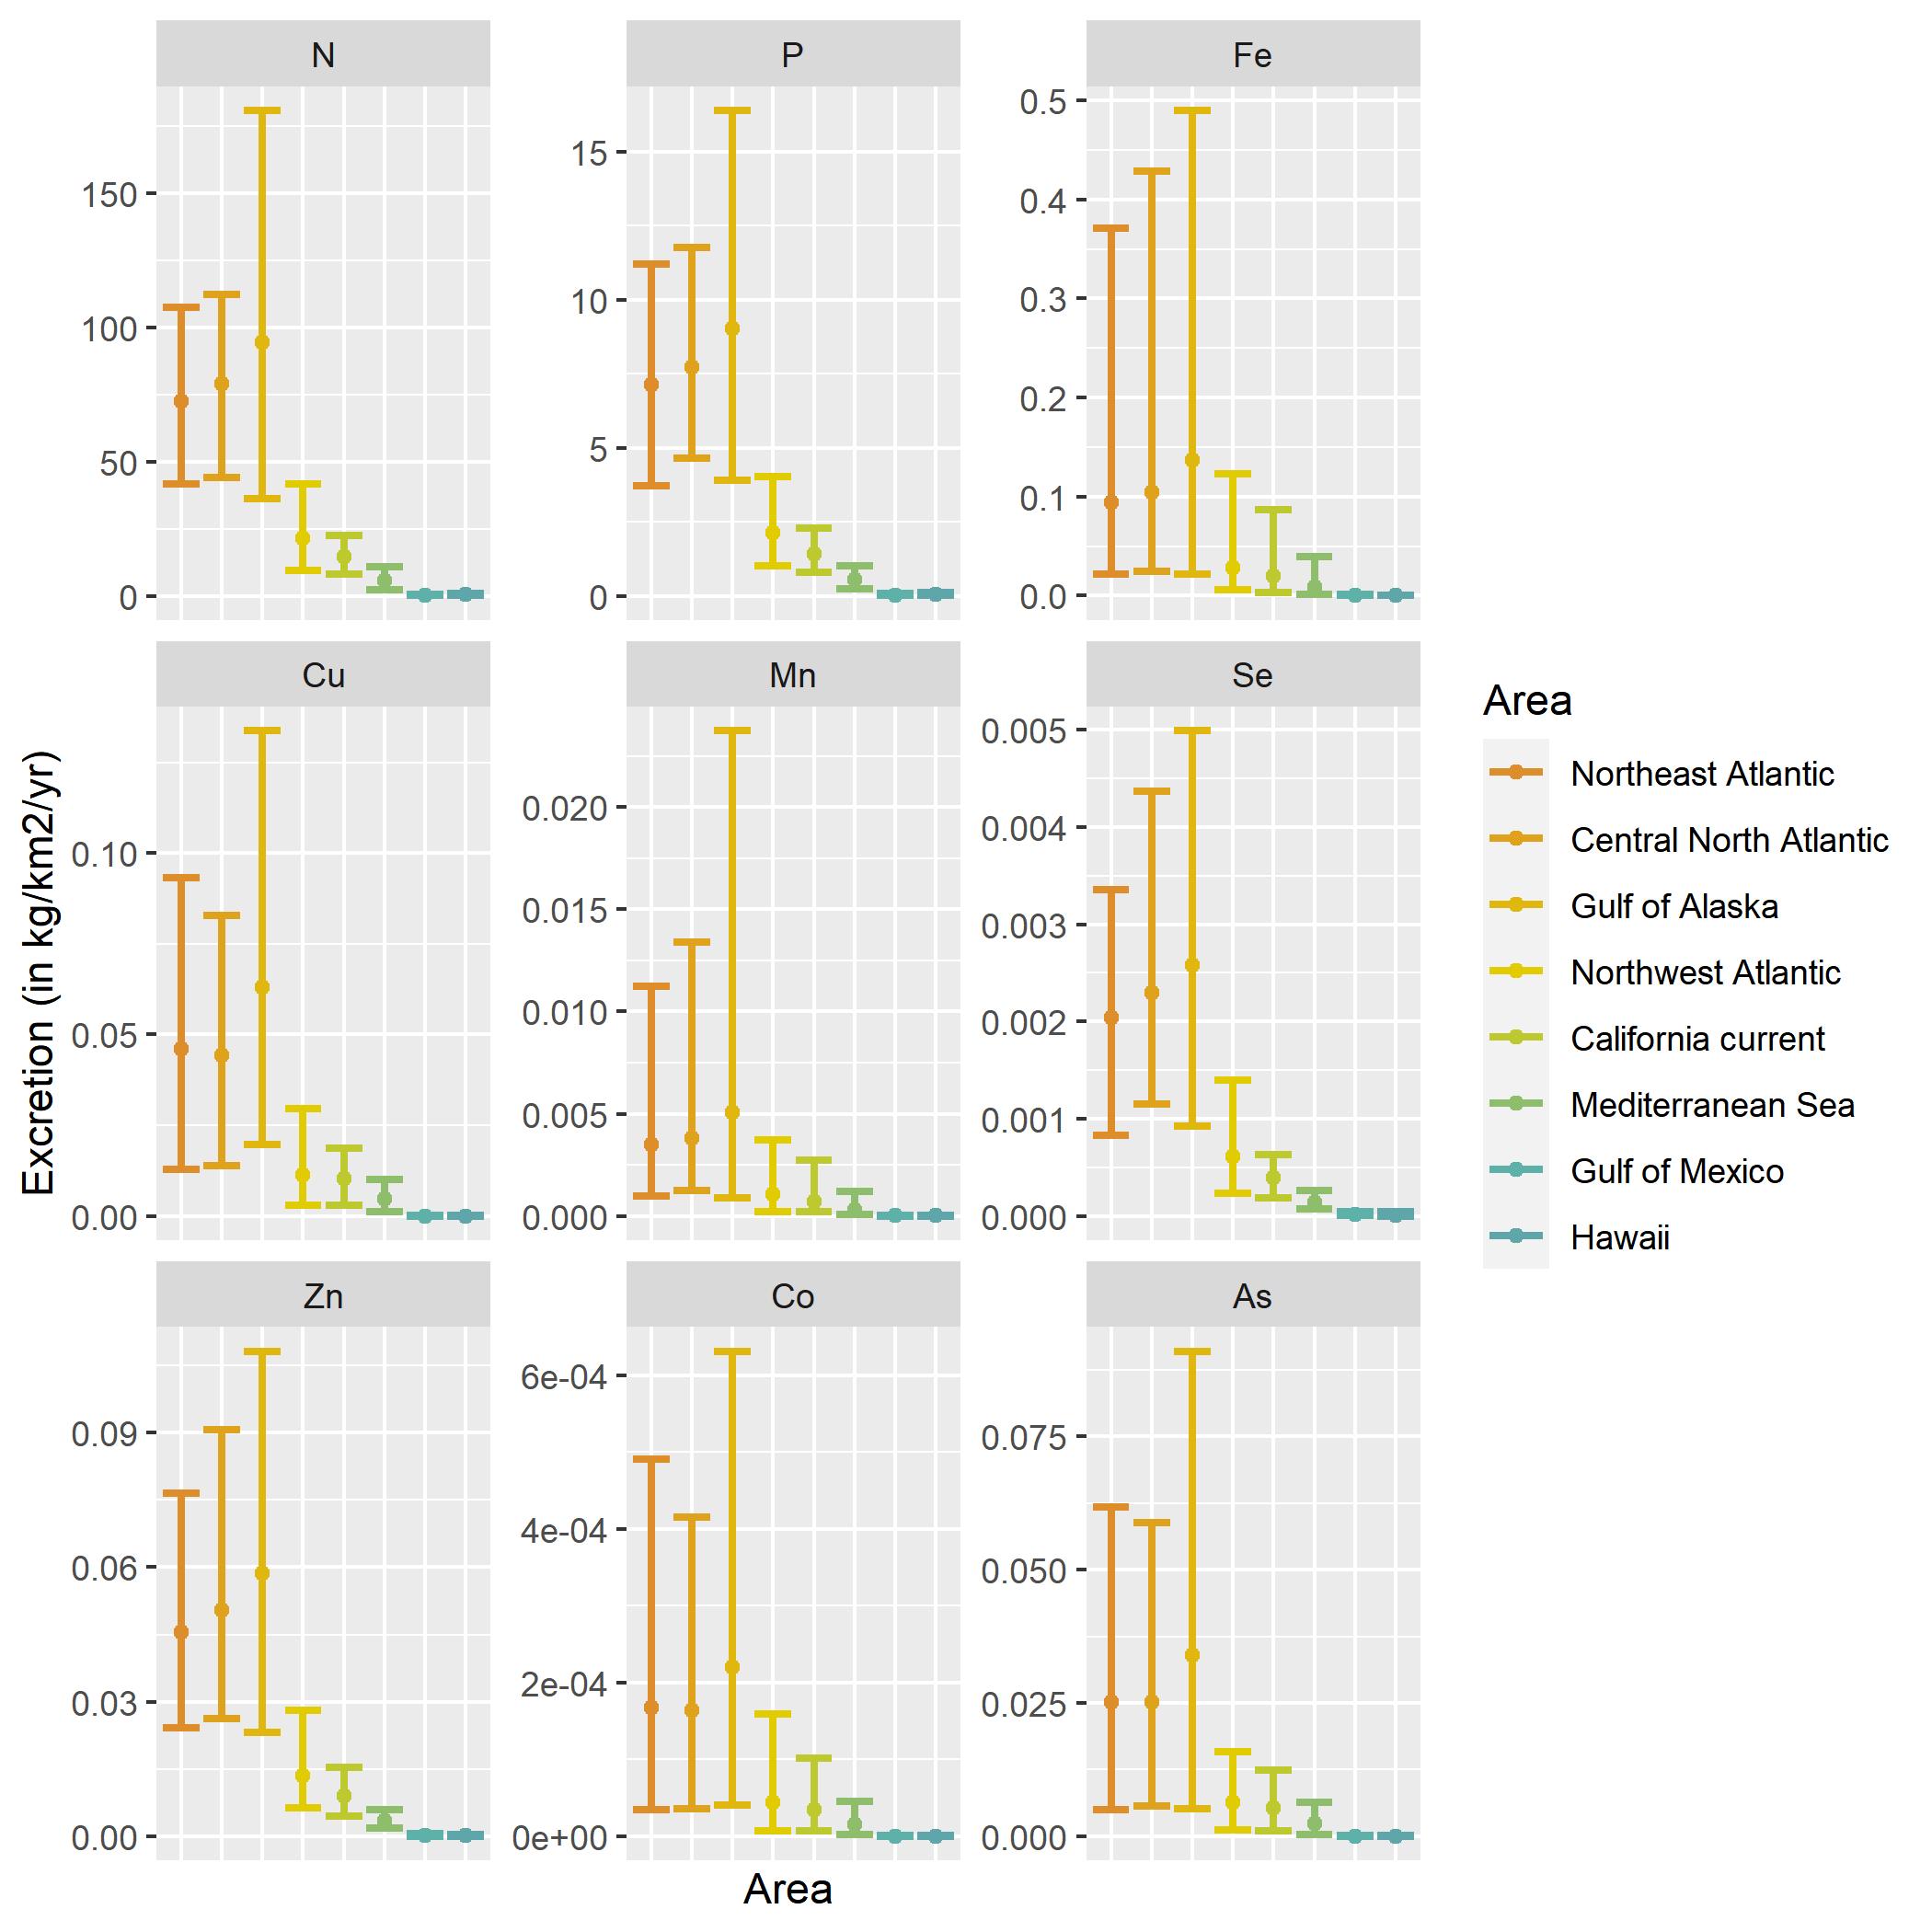 N
P
Fe
150
100
50
0
15
10
5
0
0.5
0.4
0.3
0.2
0.1
0.0
Cu
Mn
Se
0.10
0.05
0.00
0.020
0.015
0.010
0.005
0.000
0.005
0.004
0.003
0.002
0.001
0.000
Zn
Co
As
0.09
0.06
0.03
0.00
6e-04
4e-04
2e-04
0e+00
0.075
0.050
0.025
0.000
Excretion (in kg/km2/yr)
Area
Area
Northeast Atlantic
Central North Atlantic
Gulf of Alaska
Northwest Atlantic
California current
Mediterranean Sea
Gulf of Mexico
Hawaii